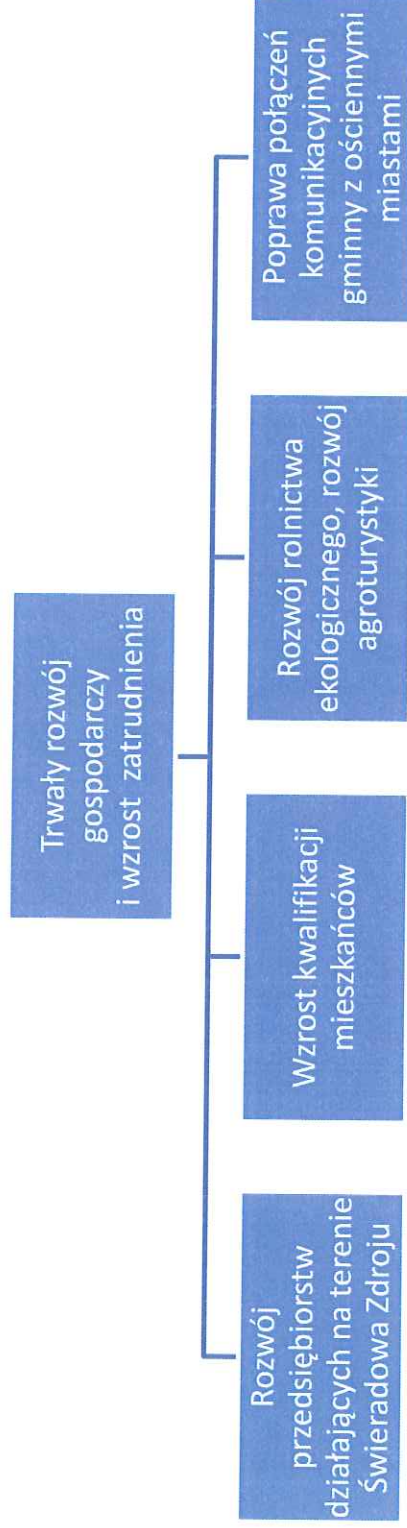 Trwały rozwój
gospodarczy
i wzrost zatrudnienia
Rozwój
przedsiębiorstw
działających na terenie
Świeradowa Zdroju
Wzrost kwalifikacji
mieszkańców
Rozwój rolnictwa
ekologicznego, rozwój
agroturystyki
Poprawa połączeń
komunikacyjnych
gminny z ościennymi
miastami